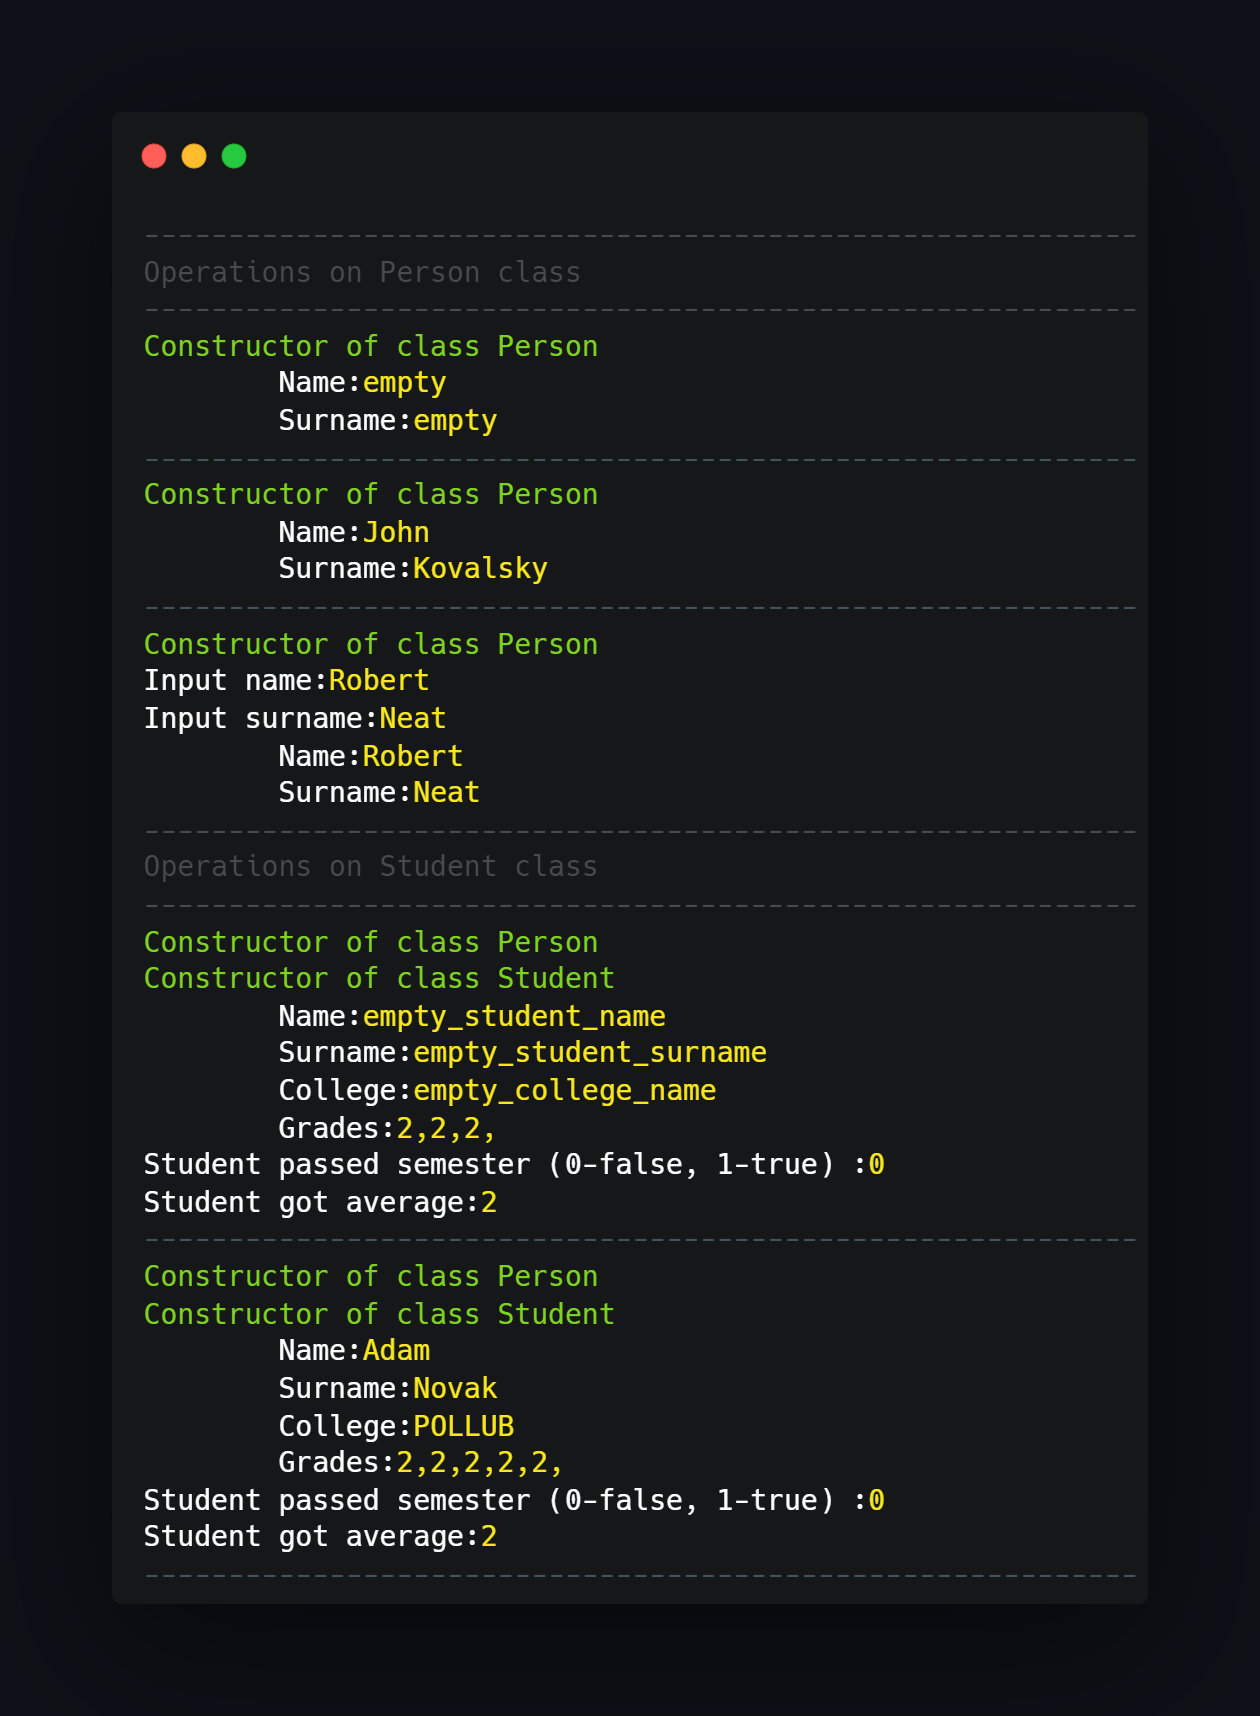 -----------------------------------------------------------
Operations on Person class
-----------------------------------------------------------
Constructor of class Person
        Name:empty
        Surname:empty
-----------------------------------------------------------
Constructor of class Person
        Name:John
        Surname:Kovalsky
-----------------------------------------------------------
Constructor of class Person
Input name:Robert
Input surname:Neat
        Name:Robert
        Surname:Neat
-----------------------------------------------------------
Operations on Student class
-----------------------------------------------------------
Constructor of class Person
Constructor of class Student
        Name:empty_student_name
        Surname:empty_student_surname
        College:empty_college_name
        Grades:2,2,2,
Student passed semester (0-false, 1-true) :0
Student got average:2
-----------------------------------------------------------
Constructor of class Person
Constructor of class Student
        Name:Adam
        Surname:Novak
        College:POLLUB
        Grades:2,2,2,2,2,
Student passed semester (0-false, 1-true) :0
Student got average:2
-----------------------------------------------------------